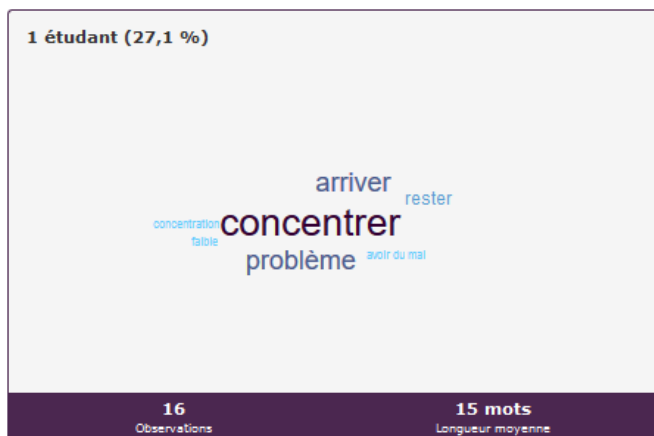 1 étudiant (27,1 %)
arriver
rester
concentration
concentrer
faible
problème
avoir du mal
16
Observations
15 mots
Longueur moyenne